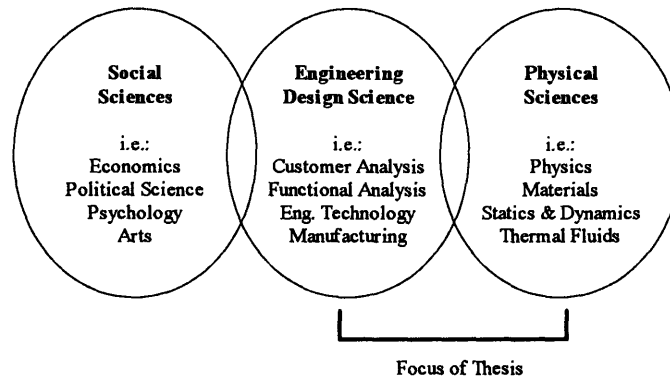 Social
Sciences
i.e.:
Economics
Political Science
Psychology
Arts
Engineering
Design Science
i.e.:
Customer Analysis
Functional Analysis
Eng. Technology
Manufacturing
Physical
Sciences
i.e.:
Physics
Materials
Statics & Dynamics
Thermal Fluids
Focus of Thesis